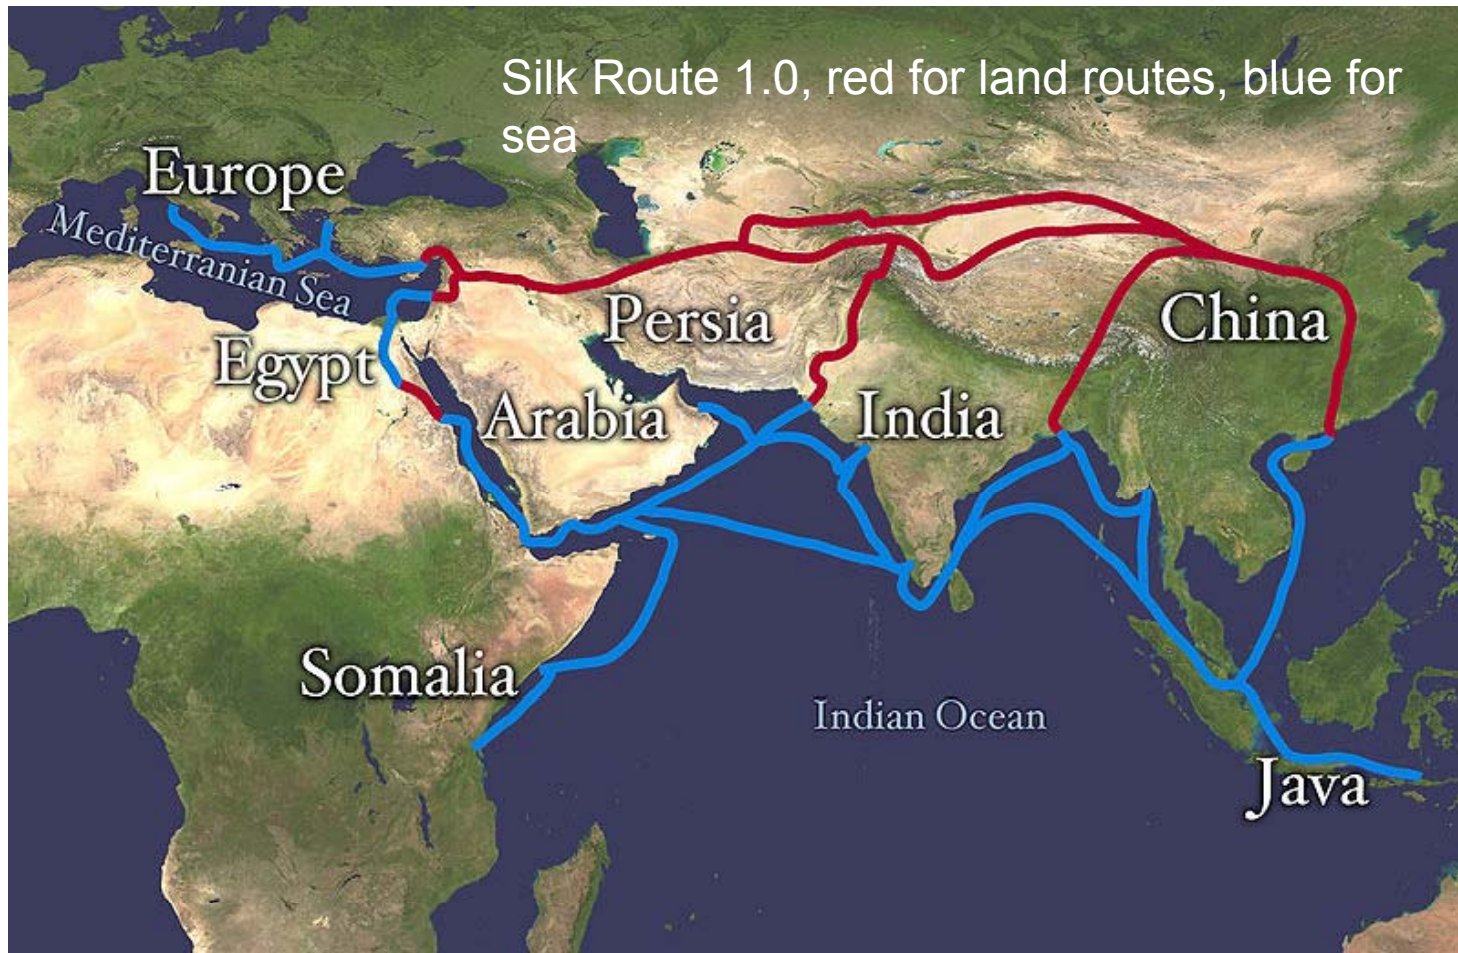 Silk Route 1.0, red for land routes, blue for
sea
Europe
Mediterranian Sea
Persia
China
Egypt
Arabia
India
Somalia
Indian Ocean
Java